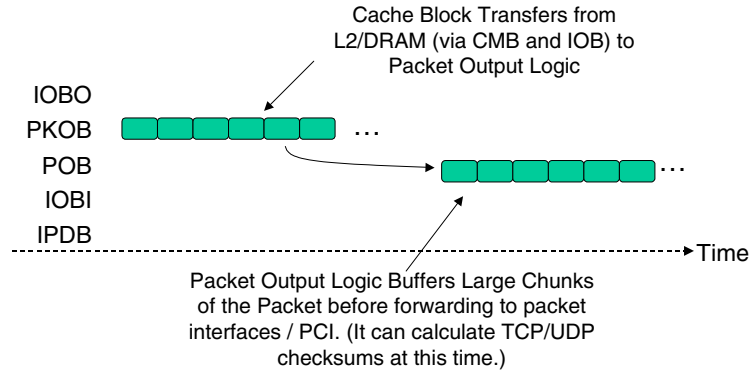 Cache Block Transfers from
L2/DRAM (via CMB and IOB) to
Packet Output Logic
IOBO
PKOB
...
POB
...
IOBI
IPDB
Time
Packet Output Logic Buffers Large Chunks
of the Packet before forwarding to packet
interfaces / PCI. (It can calculate TCP/UDP
checksums at this time.)